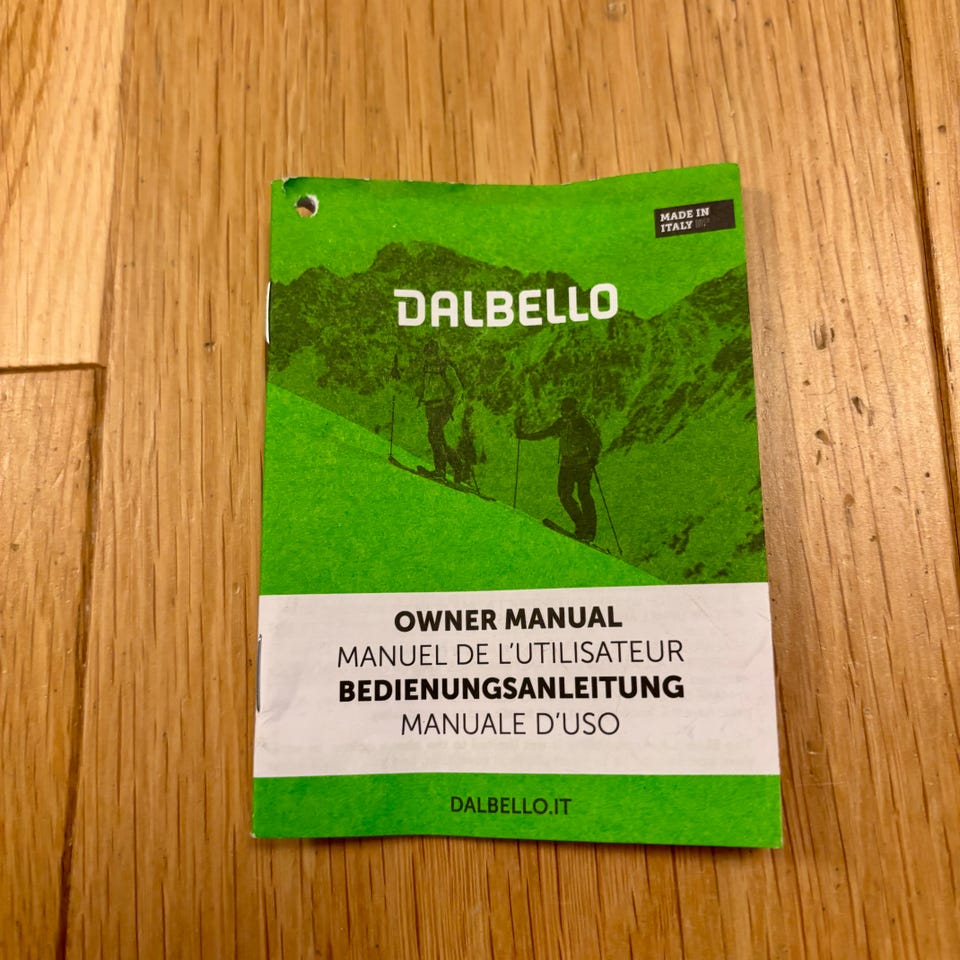 MADE IN
ITALY
DALBELLO
OWNER MANUAL
MANUEL DE L'UTILISATEUR
BEDIENUNGSANLEITUNG
MANUALE D'USO
DALBELLO.IT